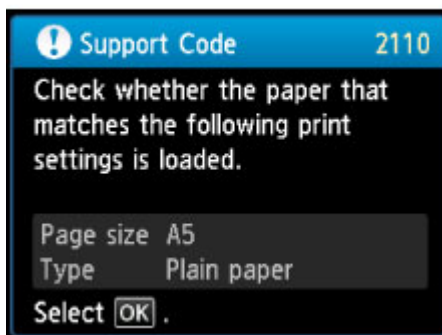 Support Code 2110
Check whether the paper that
matches the following print
settings is loaded.
Page size A5
Type Plain paper
Select OK .